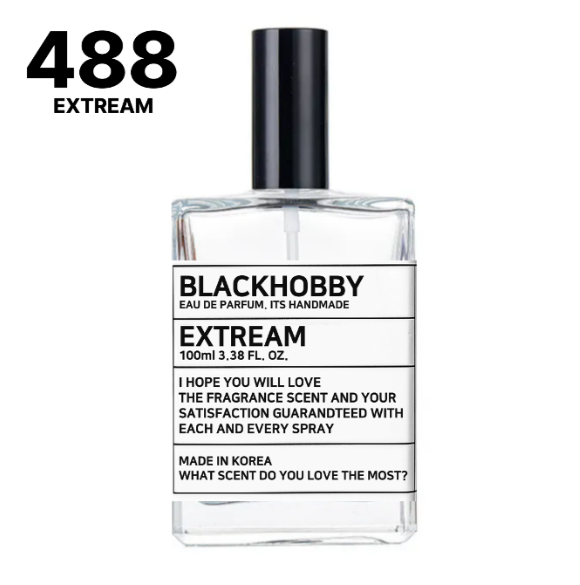 488
EXTREAM
BLACKHOBBY
EAU DE PARFUM, ITS HANDMADE
EXTREAM
100ml 3.38 FL. OZ.
I HOPE YOU WILL LOVE
THE FRAGRANCE SCENT AND YOUR
SATISFACTION GUARANDTEED WITH
EACH AND EVERY SPRAY
MADE IN KOREA
WHAT SCENT DO YOU LOVE THE MOST?